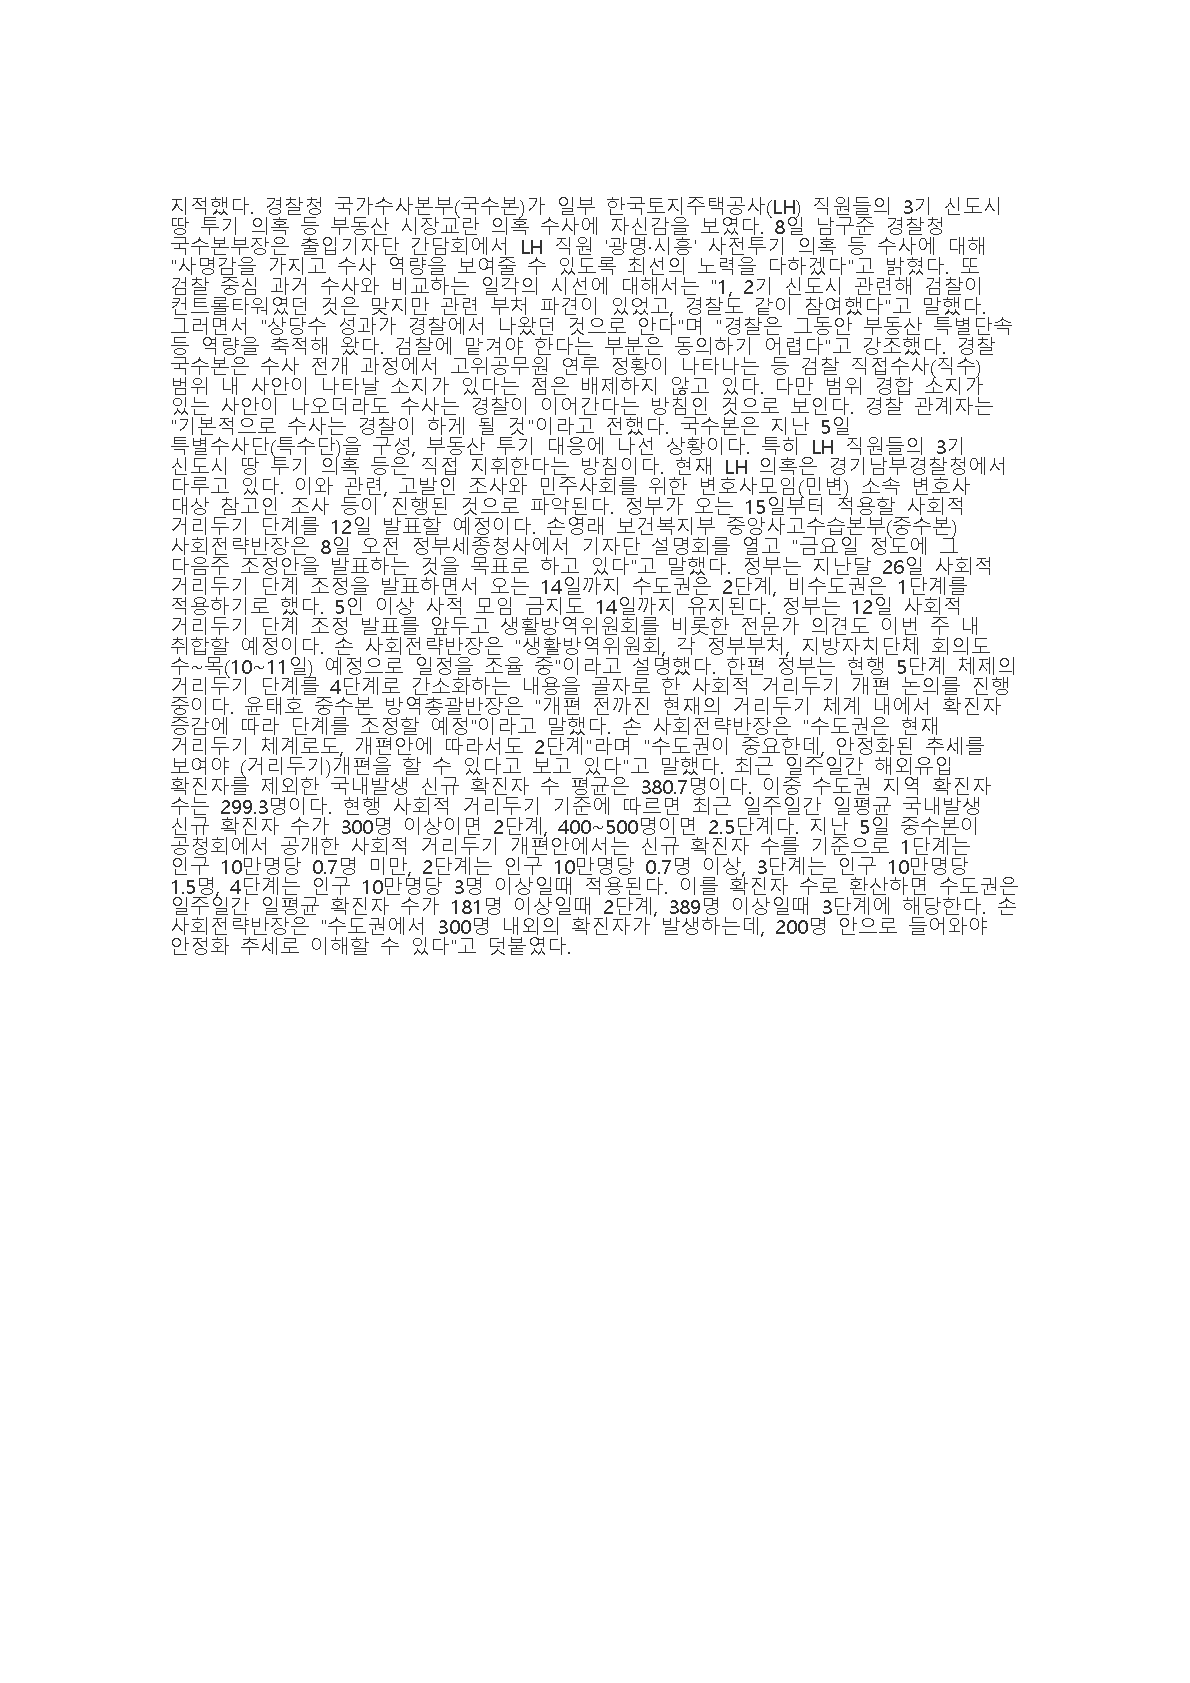 지적했다. 경찰청 국가수사본부(국수본)가 일부 한국토지주택공사(LH) 직원들의 3기 신도시
땅 투기 의혹 등 부동산 시장교란 의혹 수사에 자신감을 보였다. 8일 남구준 경찰청
국수본부장은 출입기자단 간담회에서 LH 직원 '광명·시흥' 사전투기 의혹 등 수사에 대해
"사명감을 가지고 수사 역량을 보여줄 수 있도록 최선의 노력을 다하겠다"고 밝혔다. 또
검찰 중심 과거 수사와 비교하는 일각의 시선에 대해서는 "1, 2기 신도시 관련해 검찰이
컨트롤타워였던 것은 맞지만 관련 부처 파견이 있었고, 경찰도 같이 참여했다"고 말했다.
그러면서 "상당수 성과가 경찰에서 나왔던 것으로 안다"며 "경찰은 그동안 부동산 특별단속
등 역량을 축적해 왔다. 검찰에 맡겨야 한다는 부분은 동의하기 어렵다"고 강조했다. 경찰
국수본은 수사 전개 과정에서 고위공무원 연루 정황이 나타나는 등 검찰 직접수사(직수)
범위 내 사안이 나타날 소지가 있다는 점은 배제하지 않고 있다. 다만 범위 경합 소지가
있는 사안이 나오더라도 수사는 경찰이 이어간다는 방침인 것으로 보인다. 경찰 관계자는
"기본적으로 수사는 경찰이 하게 될 것"이라고 전했다. 국수본은 지난 5일
특별수사단(특수단)을 구성, 부동산 투기 대응에 나선 상황이다. 특히 LH 직원들의 3기
신도시 땅 투기 의혹 등은 직접 지휘한다는 방침이다. 현재 LH 의혹은 경기남부경찰청에서
다루고 있다. 이와 관련, 고발인 조사와 민주사회를 위한 변호사모임(민변) 소속 변호사
대상 참고인 조사 등이 진행된 것으로 파악된다. 정부가 오는 15일부터 적용할 사회적
거리두기 단계를 12일 발표할 예정이다. 손영래 보건복지부 중앙사고수습본부(중수본)
사회전략반장은 8일 오전 정부세종청사에서 기자단 설명회를 열고 "금요일 정도에 그
다음주 조정안을 발표하는 것을 목표로 하고 있다"고 말했다. 정부는 지난달 26일 사회적
거리두기 단계 조정을 발표하면서 오는 14일까지 수도권은 2단계, 비수도권은 1단계를
적용하기로 했다. 5인 이상 사적 모임 금지도 14일까지 유지된다. 정부는 12일 사회적
거리두기 단계 조정 발표를 앞두고 생활방역위원회를 비롯한 전문가 의견도 이번 주 내
취합할 예정이다. 손 사회전략반장은 "생활방역위원회, 각 정부부처, 지방자치단체 회의도
수~목(10~11일) 예정으로 일정을 조율 중"이라고 설명했다. 한편 정부는 현행 5단계 체제의
거리두기 단계를 4단계로 간소화하는 내용을 골자로 한 사회적 거리두기 개편 논의를 진행
중이다. 윤태호 중수본 방역총괄반장은 "개편 전까진 현재의 거리두기 체계 내에서 확진자
증감에 따라 단계를 조정할 예정"이라고 말했다. 손 사회전략반장은 "수도권은 현재
거리두기 체계로도, 개편안에 따라서도 2단계"라며 "수도권이 중요한데, 안정화된 추세를
보여야 (거리두기)개편을 할 수 있다고 보고 있다"고 말했다. 최근 일주일간 해외유입
확진자를 제외한 국내발생 신규 확진자 수 평균은 380.7명이다. 이중 수도권 지역 확진자
수는 299.3명이다. 현행 사회적 거리두기 기준에 따르면 최근 일주일간 일평균 국내발생
신규 확진자 수가 300명 이상이면 2단계, 400~500명이면 2.5단계다. 지난 5일 중수본이
공청회에서 공개한 사회적 거리두기 개편안에서는 신규 확진자 수를 기준으로 1단계는
인구 10만명당 0.7명 미만, 2단계는 인구 10만명당 0.7명 이상, 3단계는 인구 10만명당
1.5명, 4단계는 인구 10만명당 3명 이상일때 적용된다. 이를 확진자 수로 환산하면 수도권은
일주일간 일평균 확진자 수가 181명 이상일때 2단계, 389명 이상일때 3단계에 해당한다. 손
사회전략반장은 "수도권에서 300명 내외의 확진자가 발생하는데, 200명 안으로 들어와야
안정화 추세로 이해할 수 있다"고 덧붙였다.